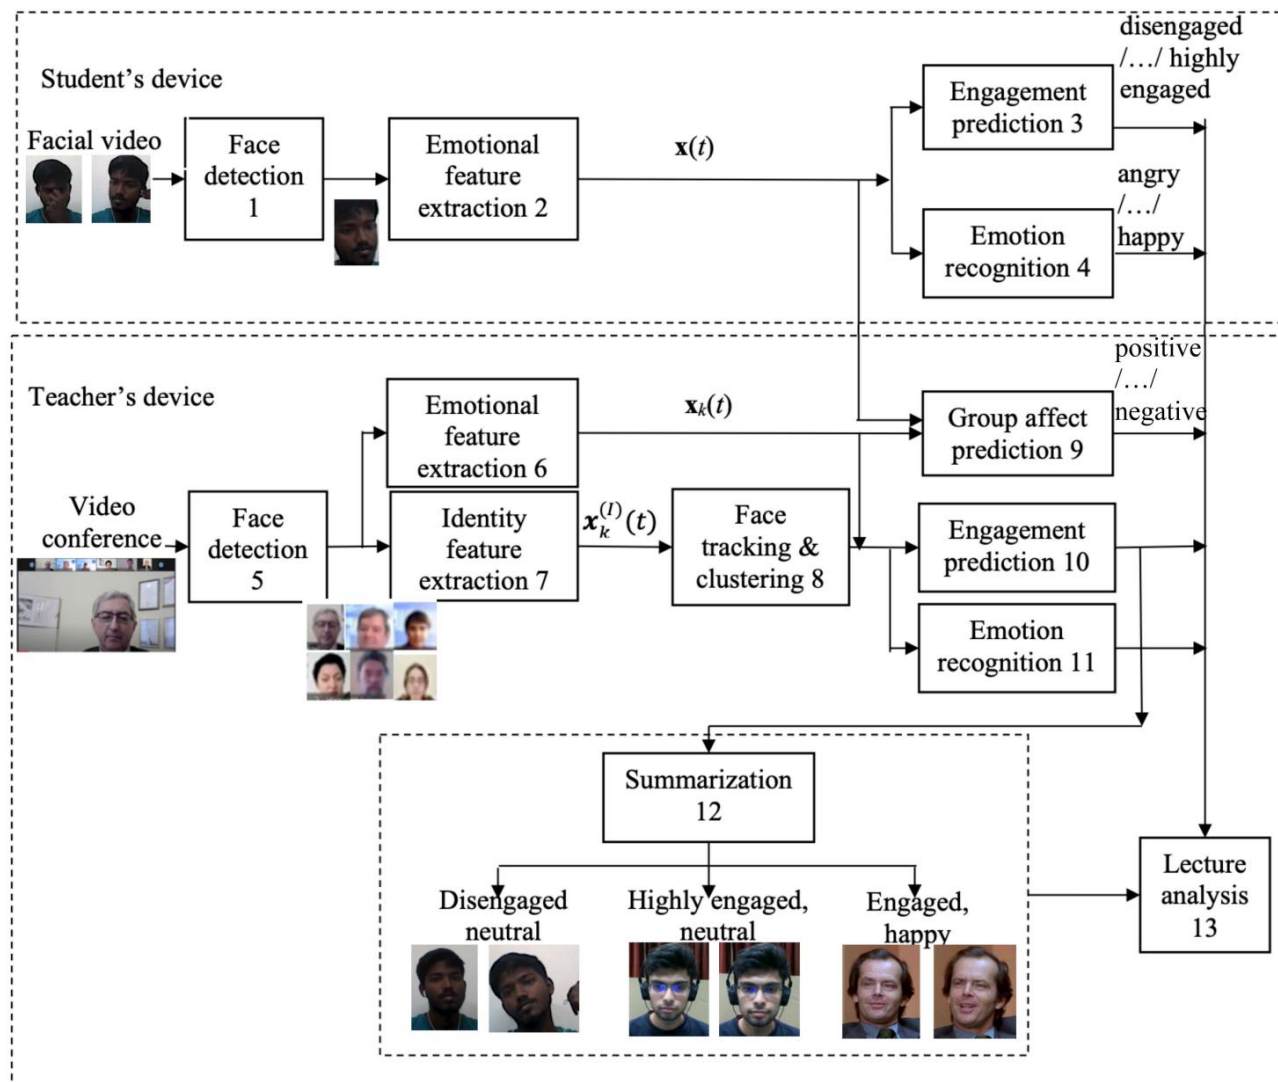 Student’s device
Facial video
Face
detection
1
Emotional
feature
extraction 2
x(t)
Engagement
prediction 3
disengaged
/…/ highly
engaged
Emotion
recognition 4
angry
/…/
happy
Teacher’s device
Video
conference
Face
detection
5
Emotional
feature
extraction 6
x_k(t)
Identity
feature
extraction 7
x_k^{(I)}(t)
Face
tracking &
clustering 8
Group affect
prediction 9
positive
/…/
negative
Engagement
prediction 10
Emotion
recognition 11
Summarization
12
Disengaged
neutral
Highly engaged,
neutral
Engaged,
happy
Lecture
analysis
13